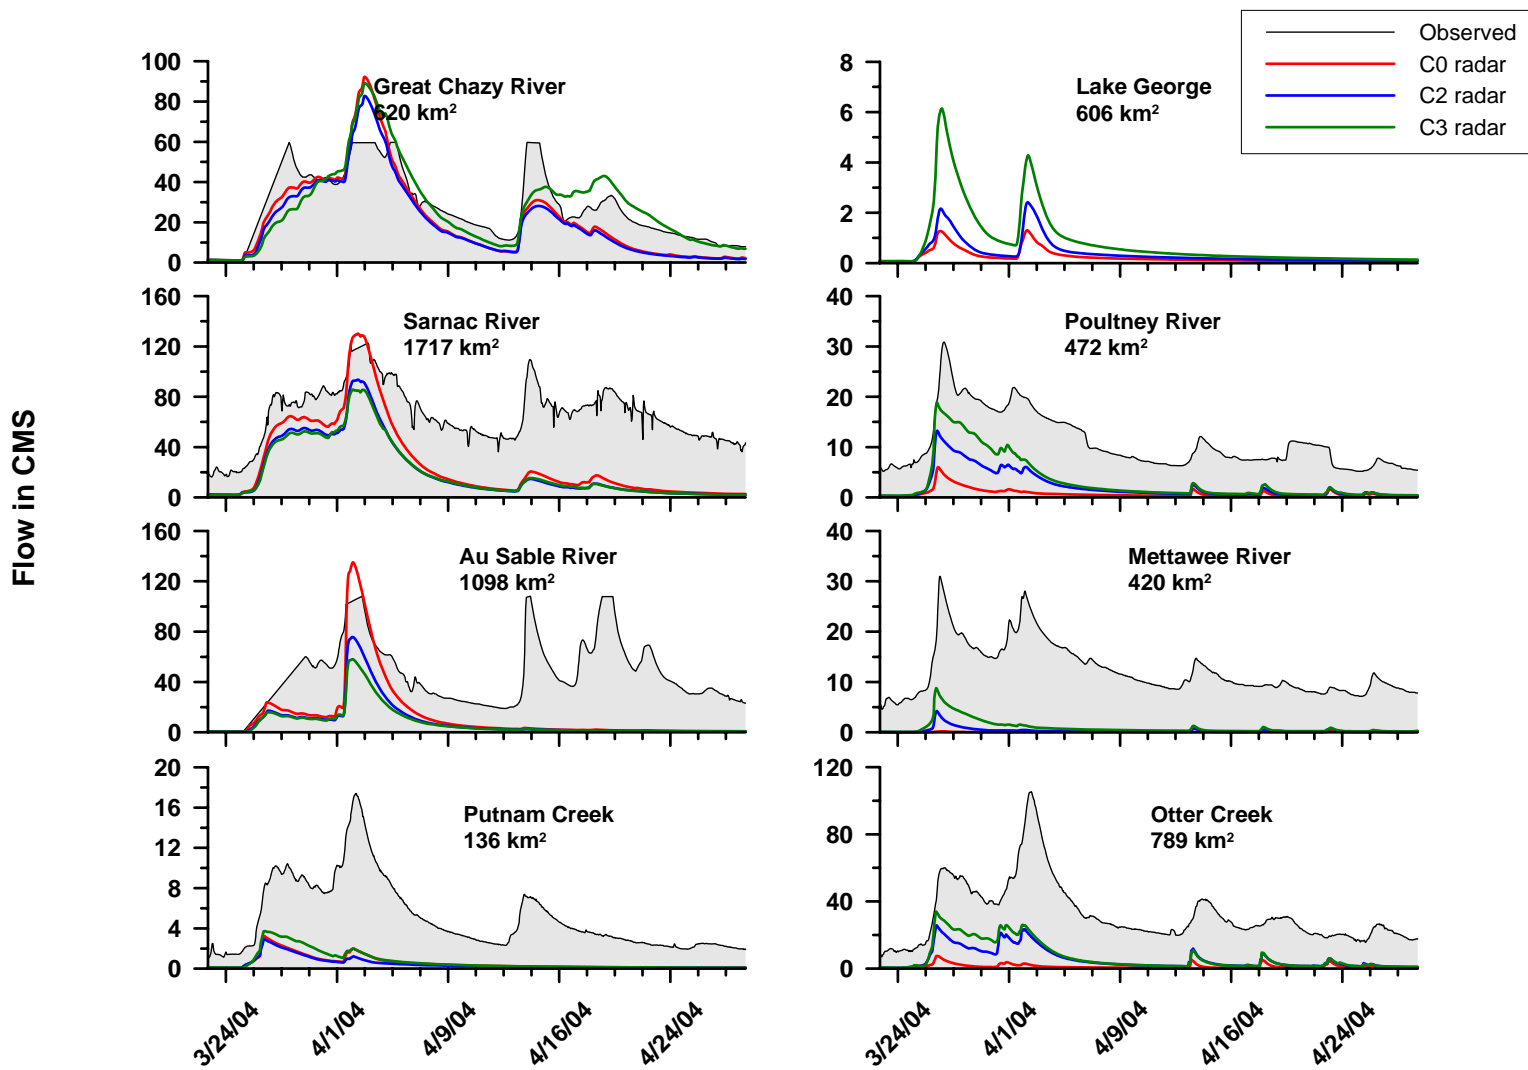 Observed
C0 radar
C2 radar
C3 radar
Flow in CMS
100
80
60
40
20
0
Great Chazy River
620 km²
8
6
4
2
0
Lake George
606 km²
160
120
80
40
0
Sarnac River
1717 km²
40
30
20
10
0
Poultney River
472 km²
160
120
80
40
0
Au Sable River
1098 km²
40
30
20
10
0
Mettawee River
420 km²
20
16
12
8
4
0
Putnam Creek
136 km²
120
80
40
0
Otter Creek
789 km²
3/24/04
4/1/04
4/9/04
4/16/04
4/24/04
3/24/04
4/1/04
4/9/04
4/16/04
4/24/04